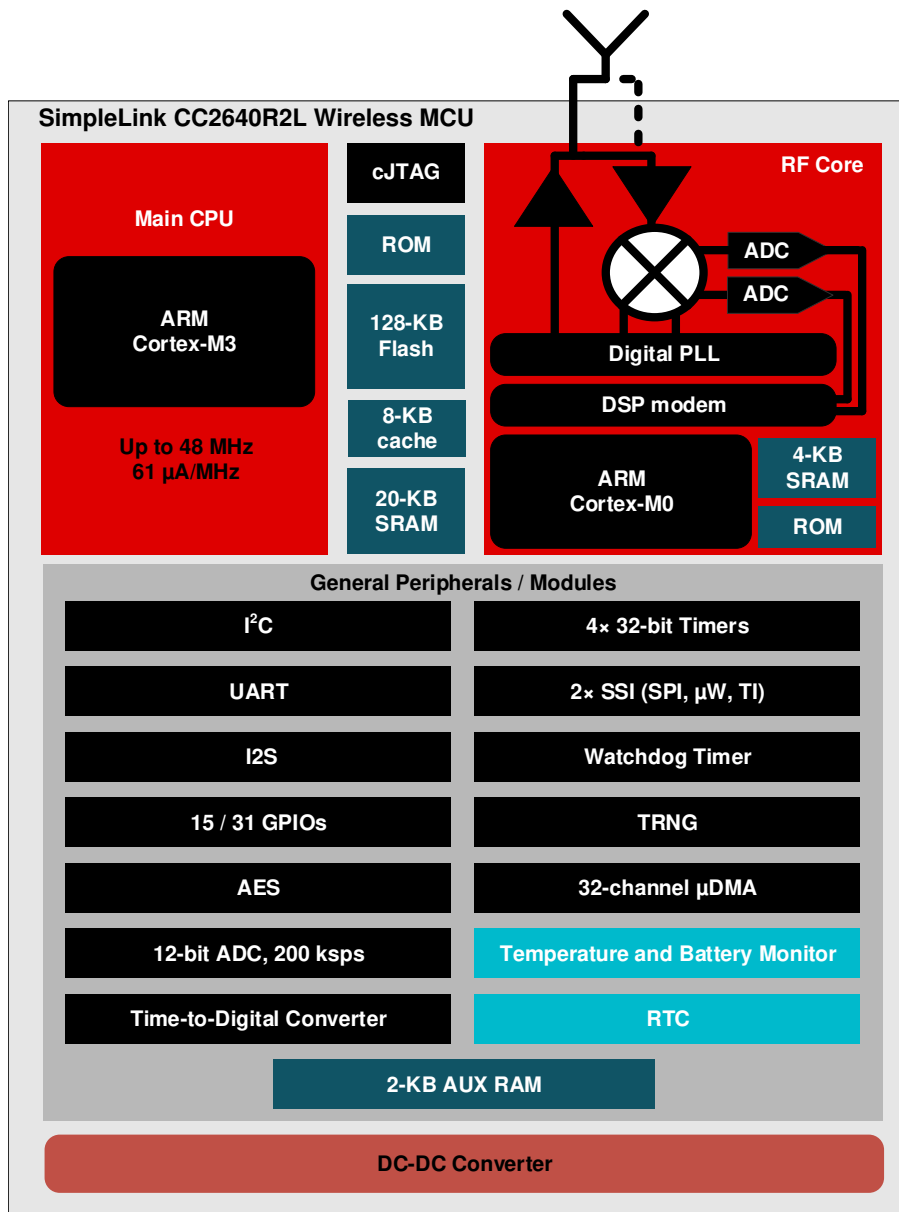 SimpleLink CC2640R2L Wireless MCU
Main CPU
ARM
Cortex-M3
Up to 48 MHz
61 µA/MHz
cJTAG
ROM
128-KB
Flash
8-KB
cache
20-KB
SRAM
RF Core
ADC
ADC
Digital PLL
DSP modem
ARM
Cortex-M0
4-KB
SRAM
ROM
General Peripherals / Modules
I²C
4× 32-bit Timers
UART
2× SSI (SPI, µW, TI)
I2S
Watchdog Timer
15 / 31 GPIOs
TRNG
AES
32-channel µDMA
12-bit ADC, 200 ksps
Temperature and Battery Monitor
Time-to-Digital Converter
RTC
2-KB AUX RAM
DC-DC Converter